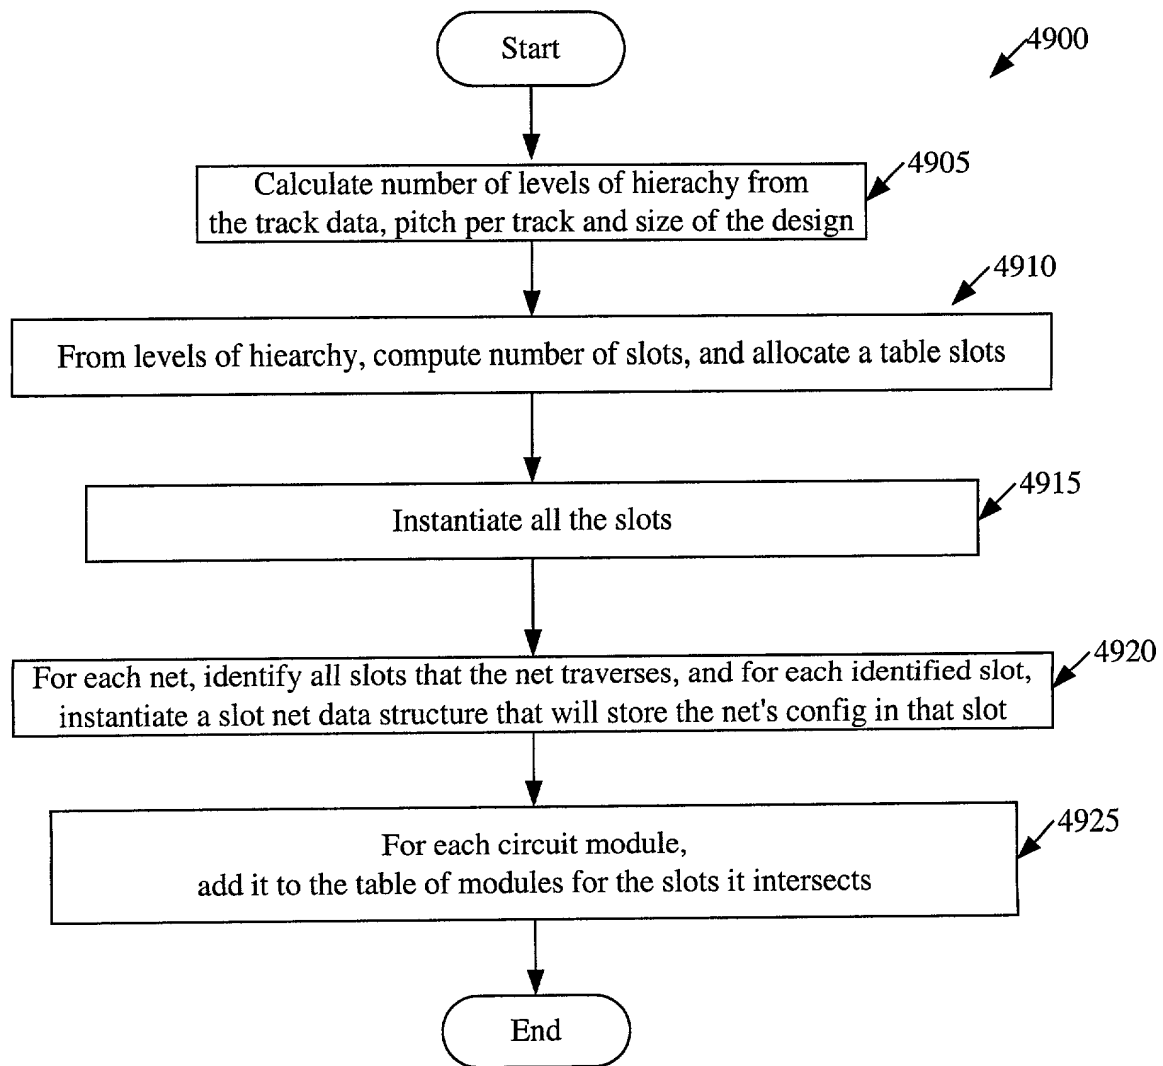 Start
4900
4905
Calculate number of levels of hierachy from
the track data, pitch per track and size of the design
4910
From levels of hiearchy, compute number of slots, and allocate a table slots
4915
Instantiate all the slots
4920
For each net, identify all slots that the net traverses, and for each identified slot,
instantiate a slot net data structure that will store the net's config in that slot
4925
For each circuit module,
add it to the table of modules for the slots it intersects
End